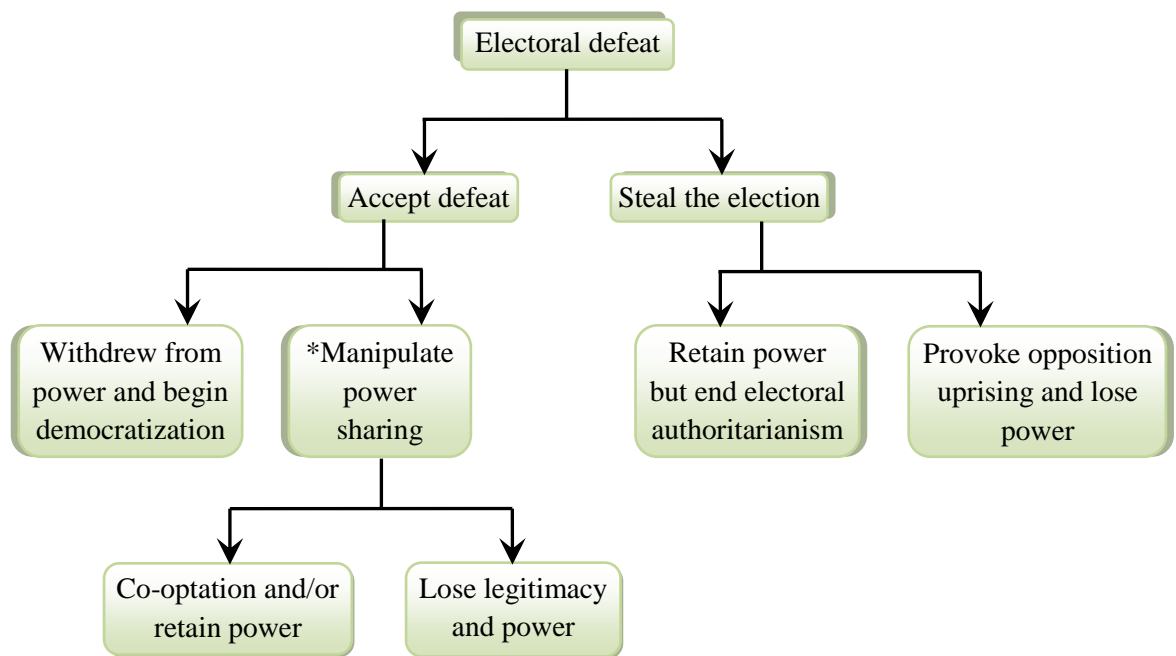 Electoral defeat
Accept defeat
Steal the election
Withdrew from
power and begin
democratization
*Manipulate
power
sharing
Retain power
but end electoral
authoritarianism
Provoke opposition
uprising and lose
power
Co-optation and/or
retain power
Lose legitimacy
and power